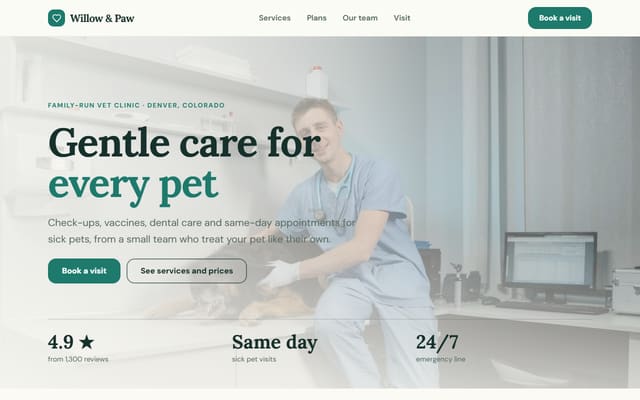 Willow & Paw
Services
Plans
Our team
Visit
Book a visit
FAMILY-RUN VET CLINIC · DENVER, COLORADO
Gentle care for
every pet
Check-ups, vaccines, dental care and same-day appointments for
sick pets, from a small team who treat your pet like their own.
Book a visit
See services and prices
4.9 ★
from 1,300 reviews
Same day
sick pet visits
24/7
emergency line